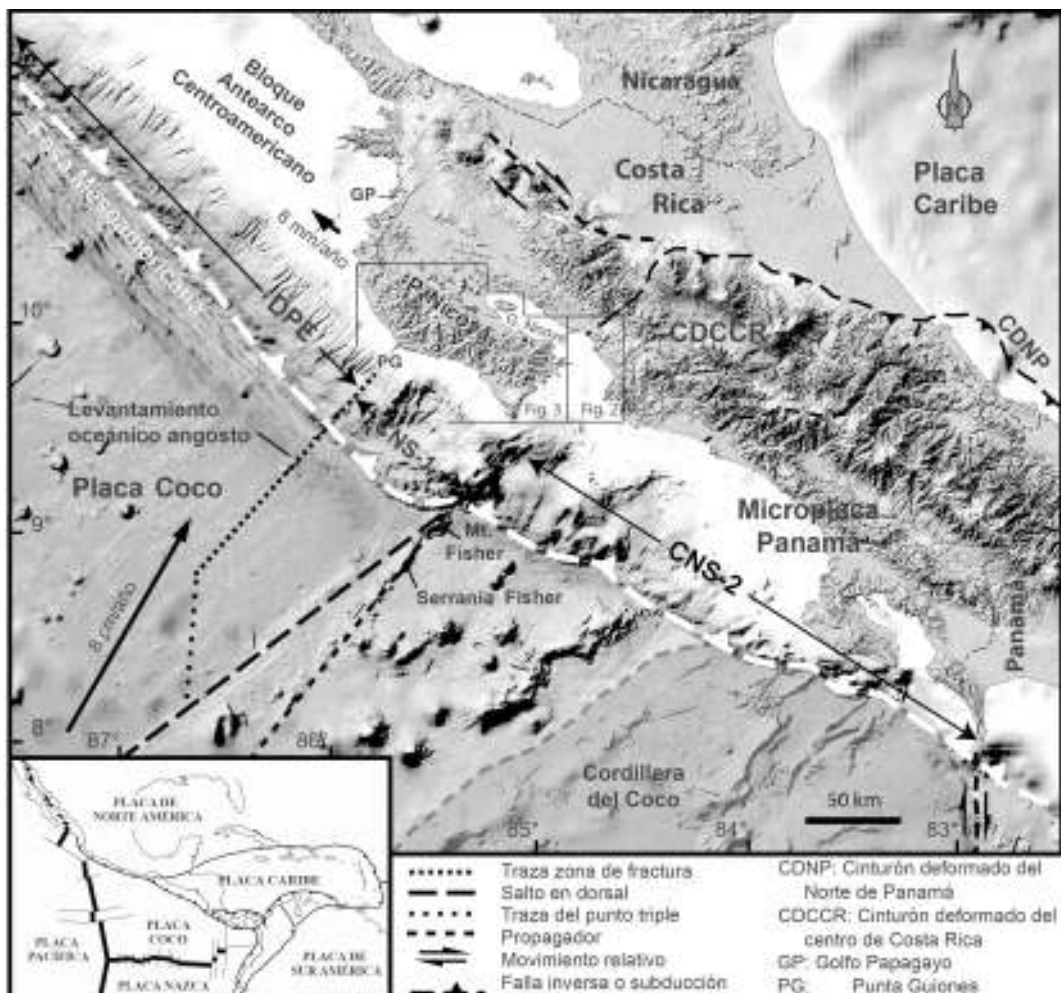 Bloque
Antearco
Centroamericano
Nicaragua
Costa
Rica
Placa
Caribe
GP
8 mm/año
DPE
10°
PG
CDCCR
CDNP
Fig. 3
Fig. 2
Levantamiento
oceánico angosto
Placa Coco
CNS-1
9°
Mt.
Fisher
Serranía Fisher
Microplaca
Panamá
CNS-2
Panamá
8 cm/año
8°
87°
86°
Cordillera
del Coco
50 km
85°
84°
83°
PLACA DE
NORTE AMÉRICA
PLACA CARIBE
PLACA
COCO
PLACA
PACÍFICA
PLACA NAZCA
PLACA DE
SUR AMÉRICA
Traza zona de fractura
Salto en dorsal
Traza del punto triple
Propagador
Movimiento relativo
Falla inversa o subducción
CDNP: Cinturón deformado del
Norte de Panamá
CDCCR: Cinturón deformado del
centro de Costa Rica
GP: Golfo Papagayo
PG: Punta Guiones